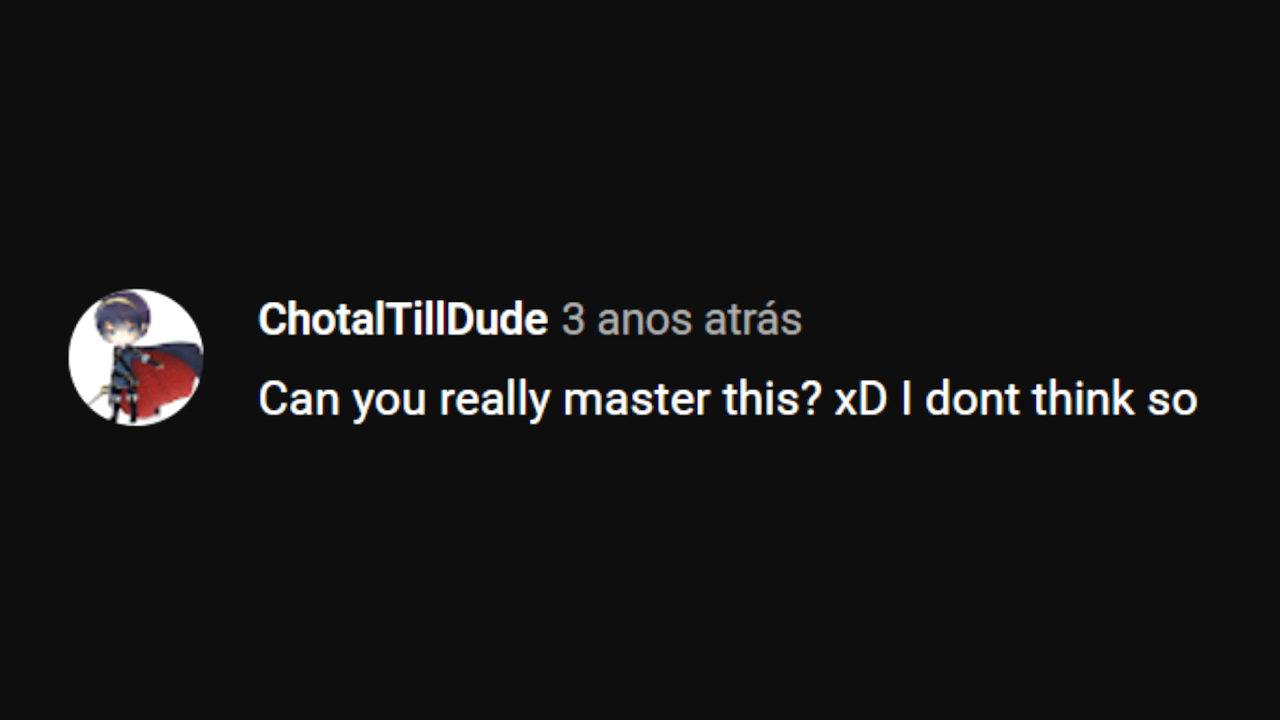 ChotalTillDude 3 anos atrás
Can you really master this? xD I dont think so